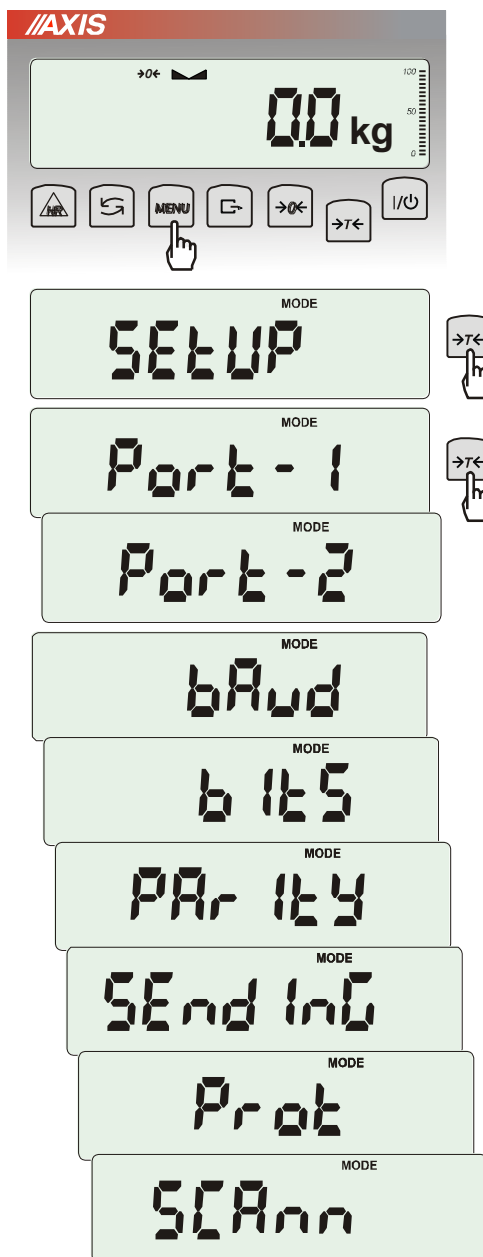 //AXIS
→0← 100
50
0.0 kg
0
HR MENU →0← →T← I/⏻
MODE
SEtUP
→T←
MODE
Port-1
→T←
MODE
Port-2
MODE
bAud
MODE
bItS
MODE
PArItY
MODE
SEndInG
MODE
Prot
MODE
SCAnn